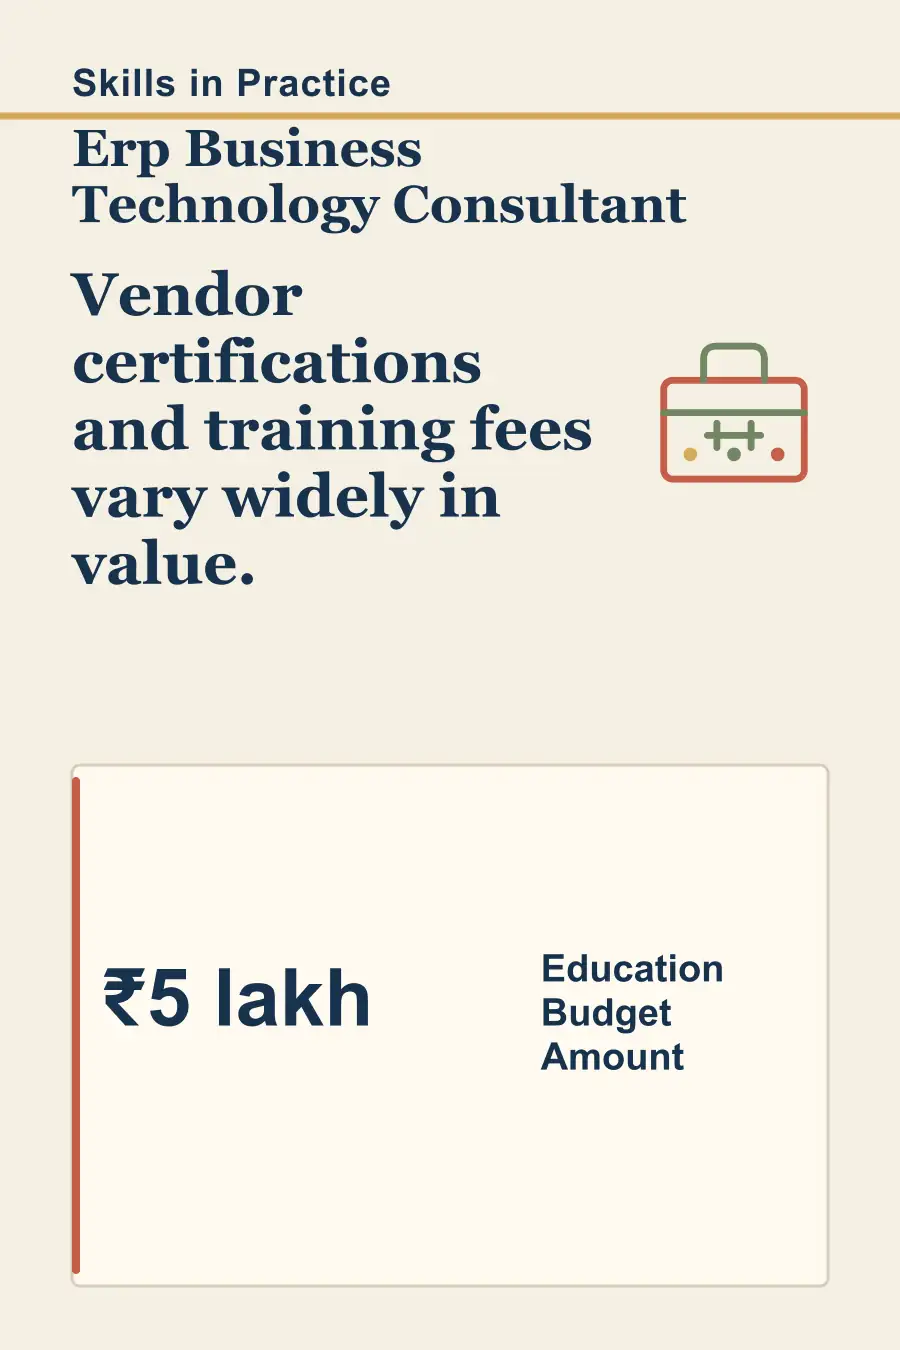 Skills in Practice
Erp Business
Technology Consultant
Vendor
certifications
and training fees
vary widely in
value.
₹5 lakh
Education
Budget
Amount